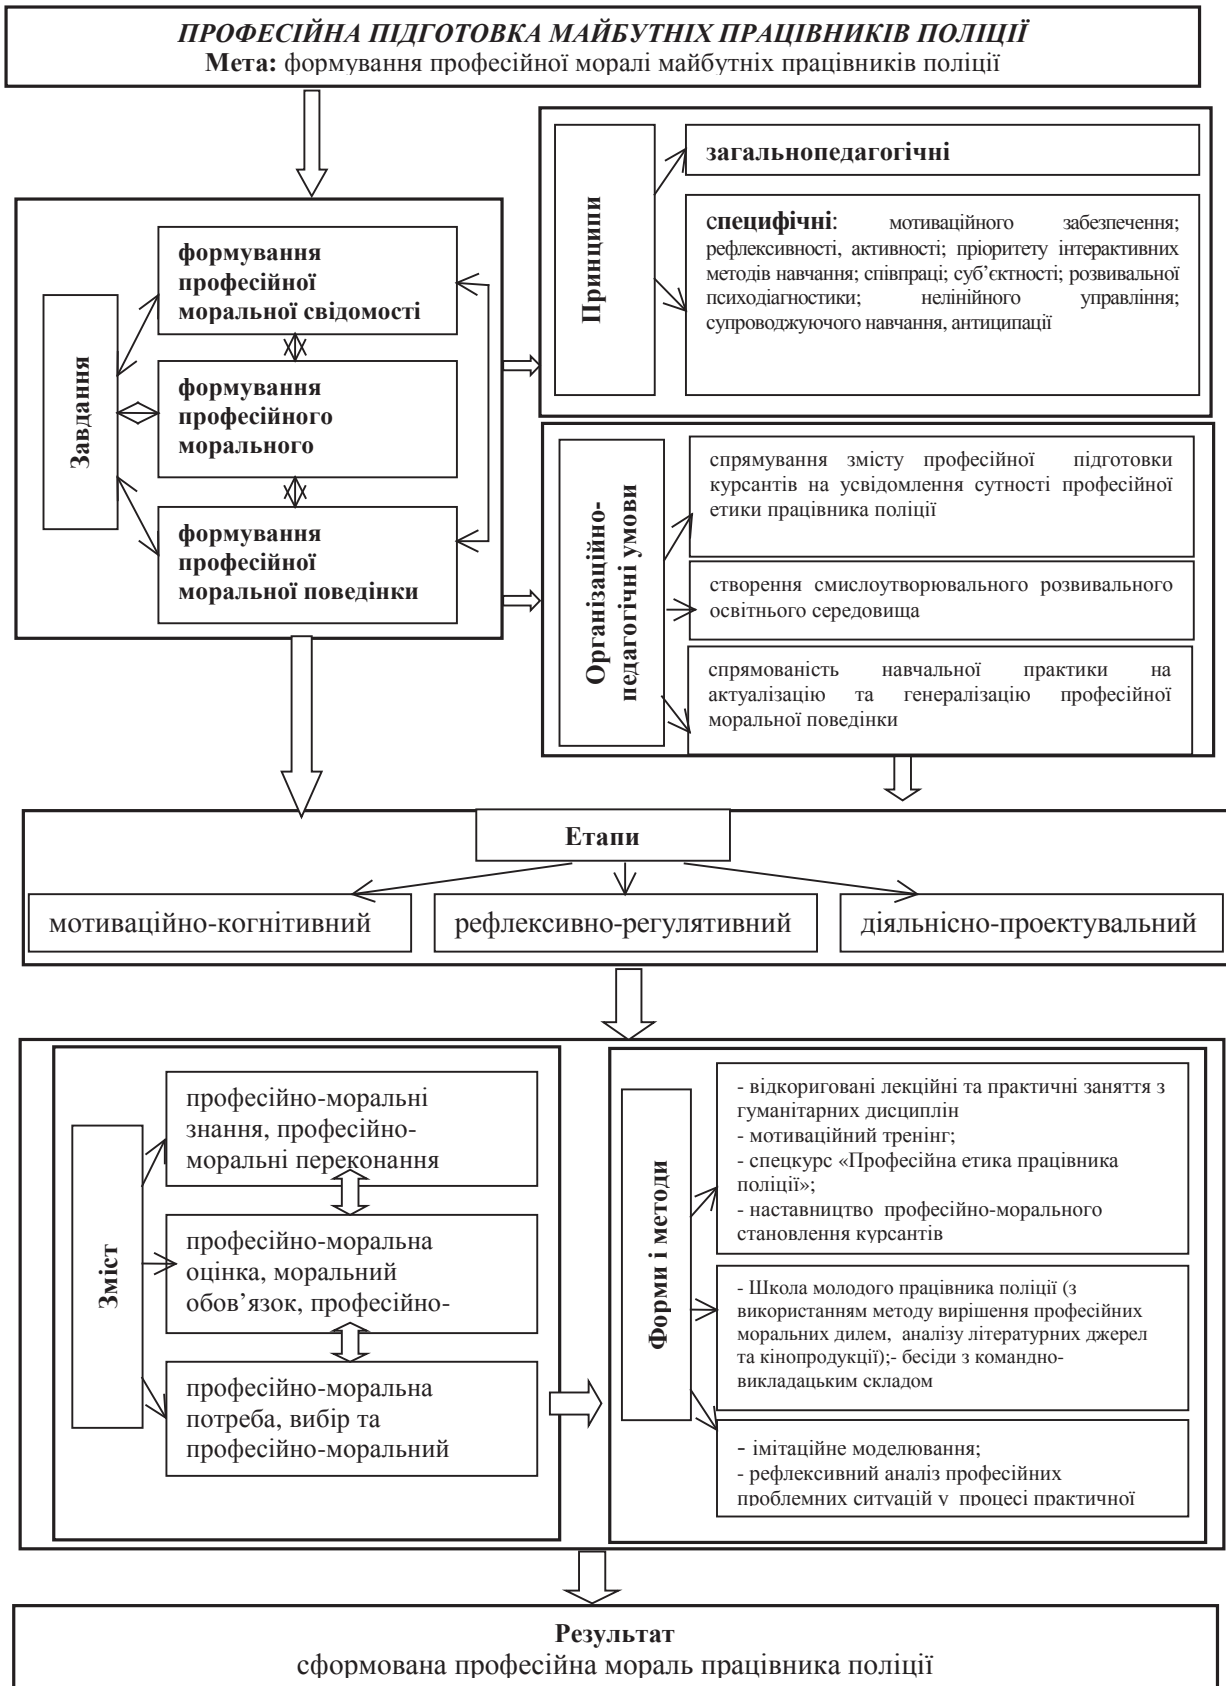 ПРОФЕСІЙНА ПІДГОТОВКА МАЙБУТНІХ ПРАЦІВНИКІВ ПОЛІЦІЇ
Мета: формування професійної моралі майбутніх працівників поліції
Завдання
формування
професійної
моральної свідомості
формування
професійного
морального
формування
професійної
моральної поведінки
Принципи
загальнопедагогічні
специфічні: мотиваційного забезпечення;
рефлексивності, активності; пріоритету інтерактивних
методів навчання; співпраці; суб’єктності; розвивальної
психодіагностики; нелінійного управління;
супроводжуючого навчання, антиципації
Організаційно-
педагогічні умови
спрямування змісту професійної підготовки
курсантів на усвідомлення сутності професійної
етики працівника поліції
створення смислоутворювального розвивального
освітнього середовища
спрямованість навчальної практики на
актуалізацію та генералізацію професійної
моральної поведінки
Етапи
мотиваційно-когнітивний
рефлексивно-регулятивний
діяльнісно-проектувальний
Зміст
професійно-моральні
знання, професійно-
моральні переконання
професійно-моральна
оцінка, моральний
обов’язок, професійно-
професійно-моральна
потреба, вибір та
професійно-моральний
Форми і методи
- відкориговані лекційні та практичні заняття з
гуманітарних дисциплін
- мотиваційний тренінг;
- спецкурс «Професійна етика працівника
поліції»;
- наставництво професійно-морального
становлення курсантів
- Школа молодого працівника поліції (з
використанням методу вирішення професійних
моральних дилем, аналізу літературних джерел
та кінопродукції);- бесіди з командно-
викладацьким складом
- імітаційне моделювання;
- рефлексивний аналіз професійних
проблемних ситуацій у процесі практичної
Результат
сформована професійна мораль працівника поліції